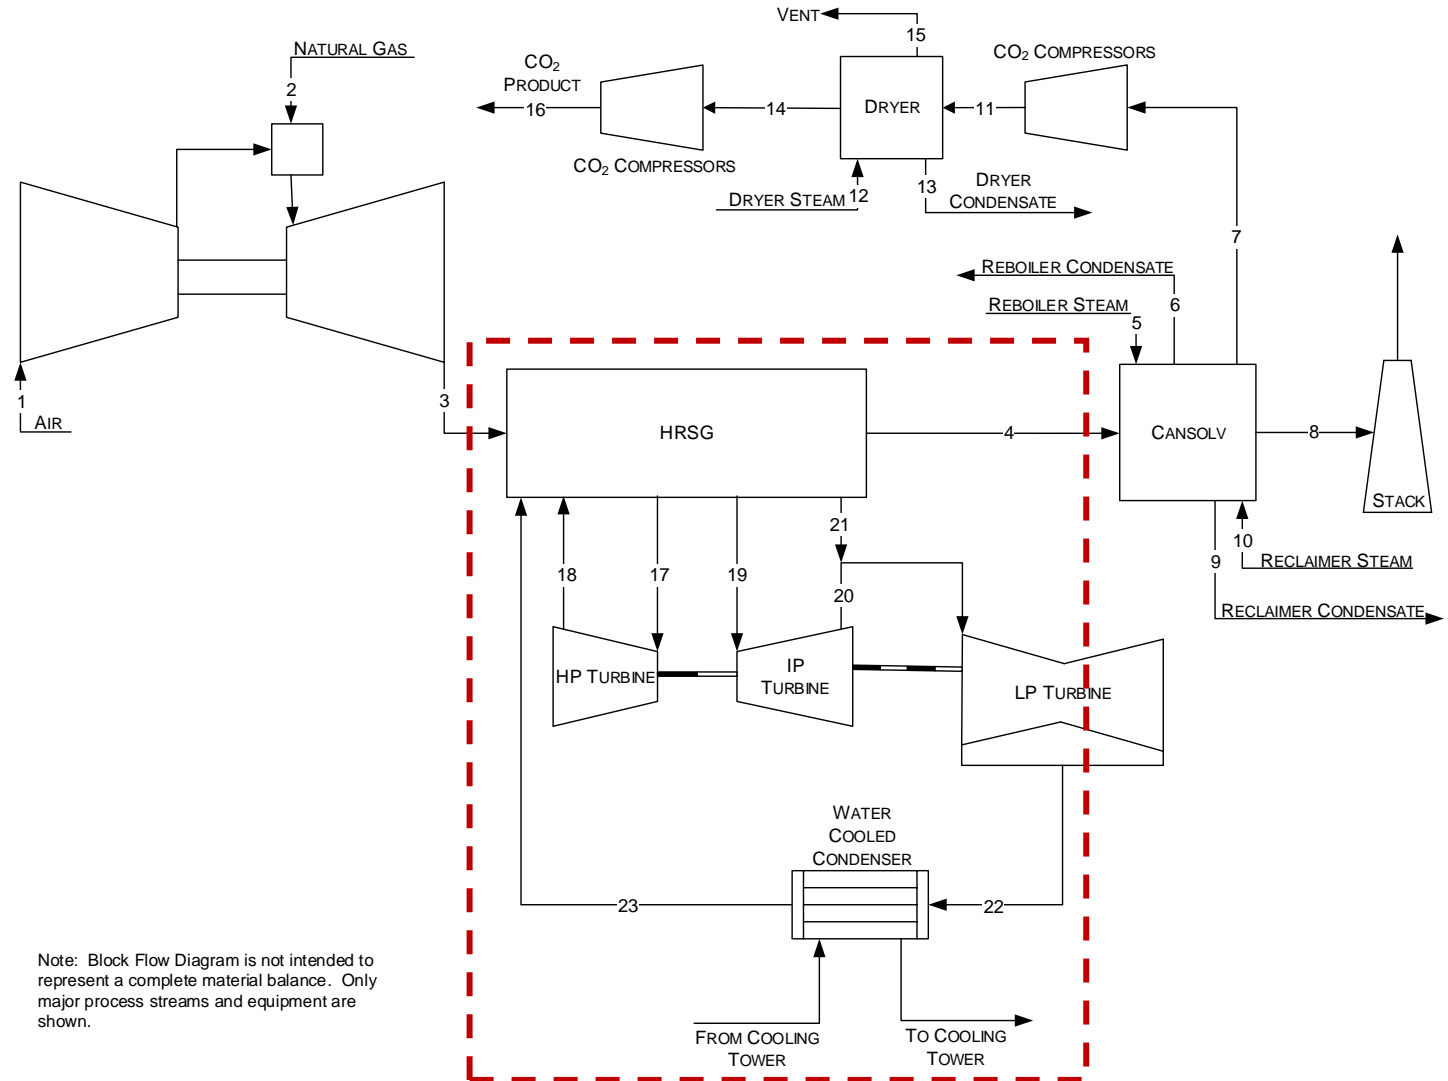 VENT
15
NATURAL GAS
CO2
PRODUCT
CO2 COMPRESSORS
2
16
14
DRYER
11
CO2 COMPRESSORS
DRYER STEAM
12
13
DRYER
CONDENSATE
7
REBOILER CONDENSATE
6
REBOILER STEAM
5
1
AIR
3
HRSG
4
CANSOLV
8
STACK
21
10
9
RECLAIMER STEAM
18
17
19
20
RECLAIMER CONDENSATE
HP TURBINE
IP
TURBINE
LP TURBINE
WATER
COOLED
CONDENSER
23
22
Note: Block Flow Diagram is not intended to
represent a complete material balance. Only
major process streams and equipment are
shown.
FROM COOLING
TOWER
TO COOLING
TOWER